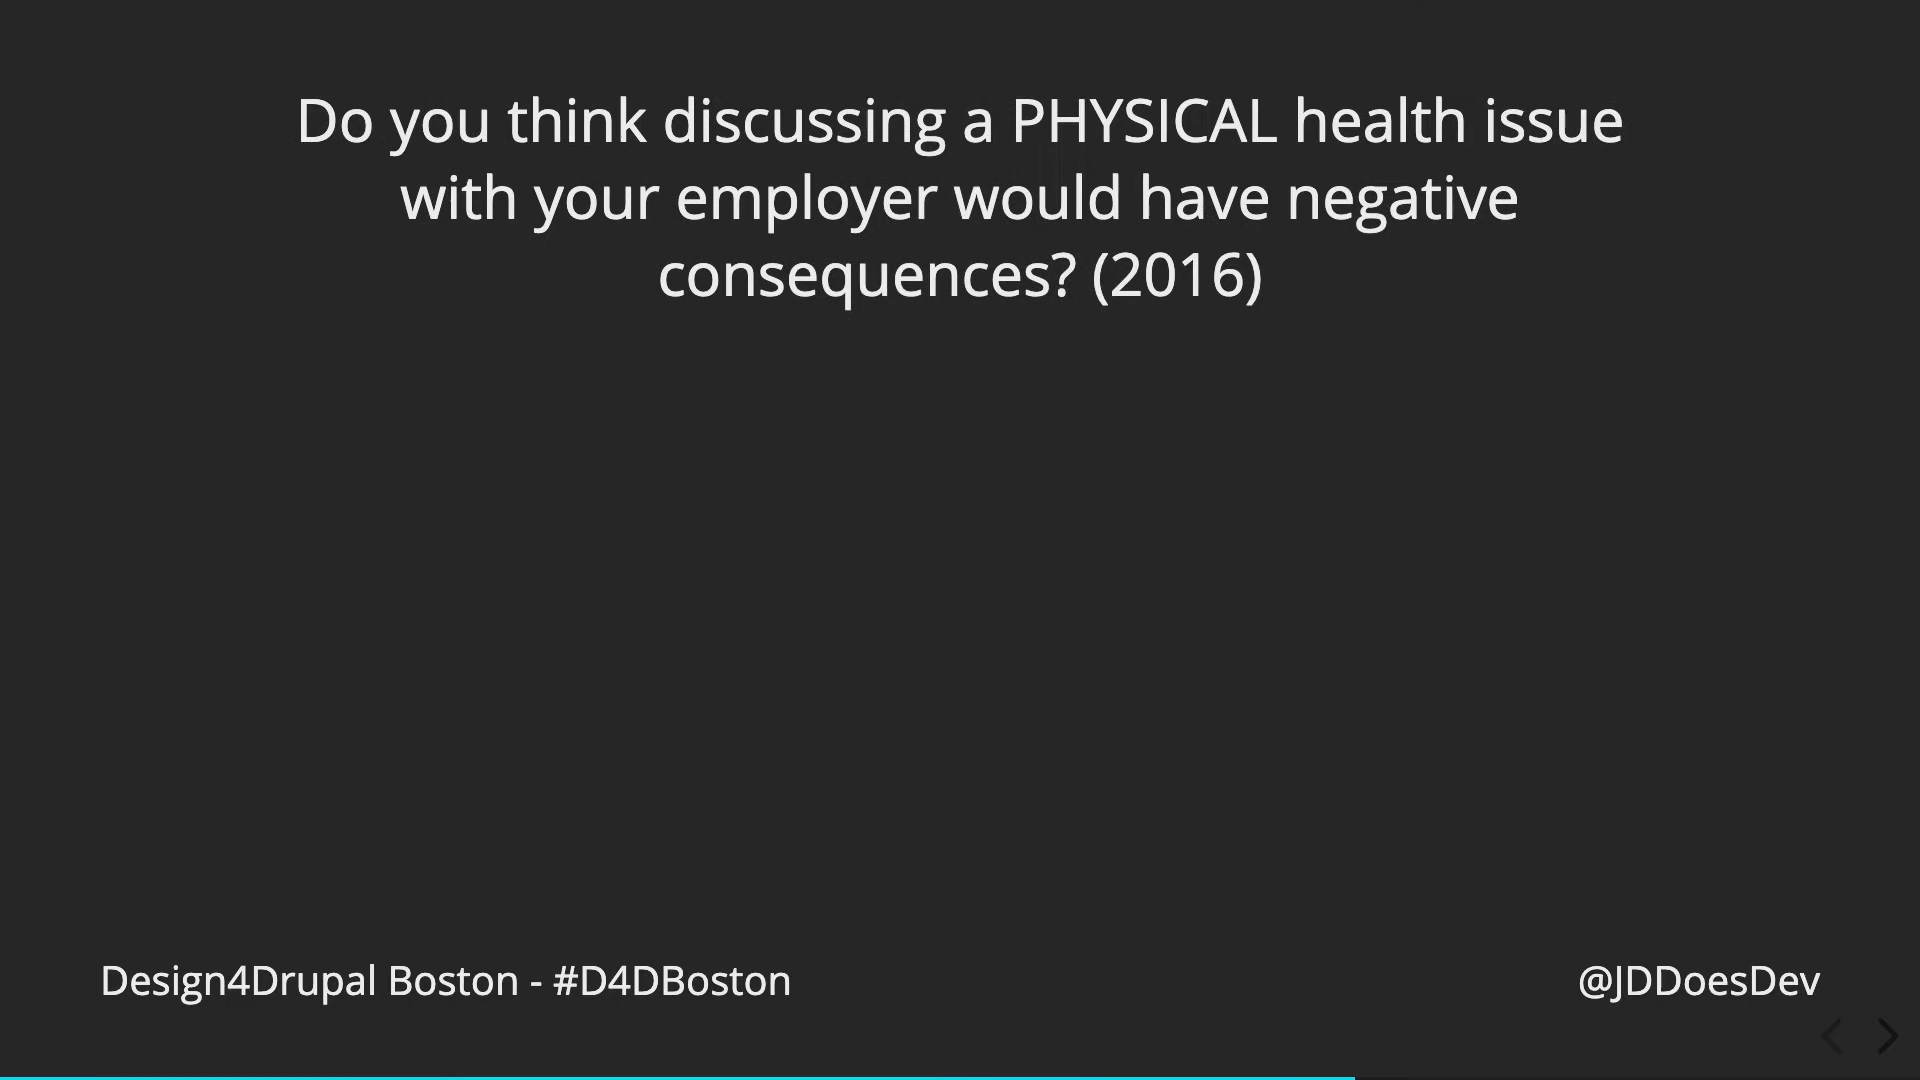 Do you think discussing a PHYSICAL health issue
with your employer would have negative
consequences? (2016)
Design4Drupal Boston - #D4DBoston
@JDDoesDev